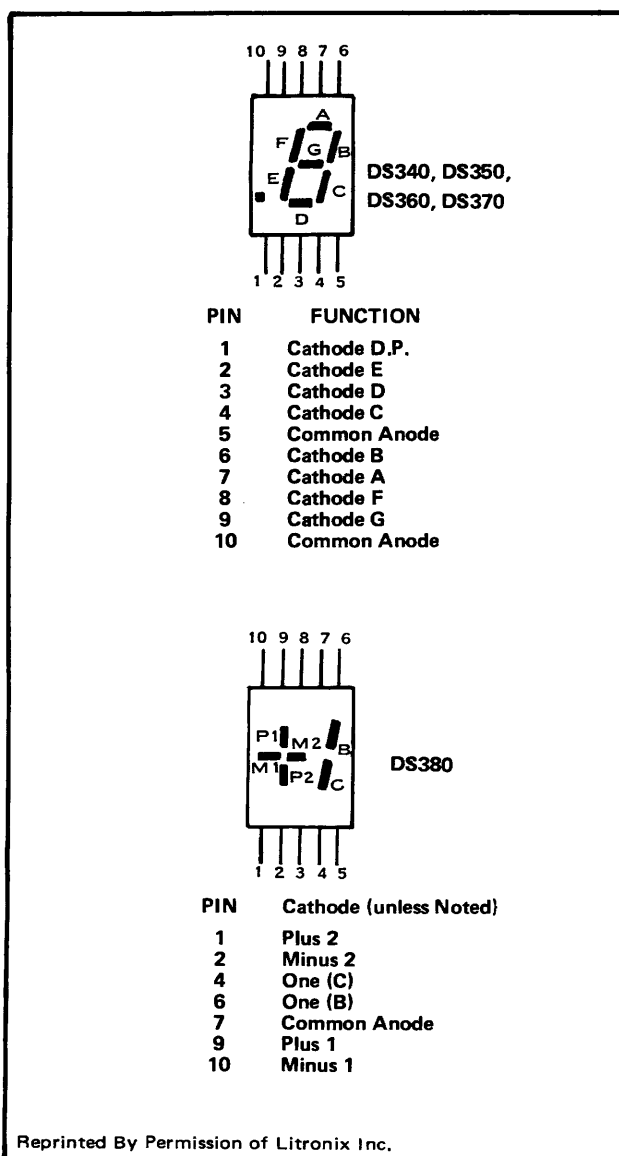 10 9 8 7 6
A
F
G
B
E
C
D
DS340, DS350,
DS360, DS370
1 2 3 4 5
PIN FUNCTION
1 Cathode D.P.
2 Cathode E
3 Cathode D
4 Cathode C
5 Common Anode
6 Cathode B
7 Cathode A
8 Cathode F
9 Cathode G
10 Common Anode
10 9 8 7 6
P1 M2 B
M1 P2 C
DS380
1 2 3 4 5
PIN Cathode (unless Noted)
1 Plus 2
2 Minus 2
4 One (C)
6 One (B)
7 Common Anode
9 Plus 1
10 Minus 1
Reprinted By Permission of Litronix Inc.